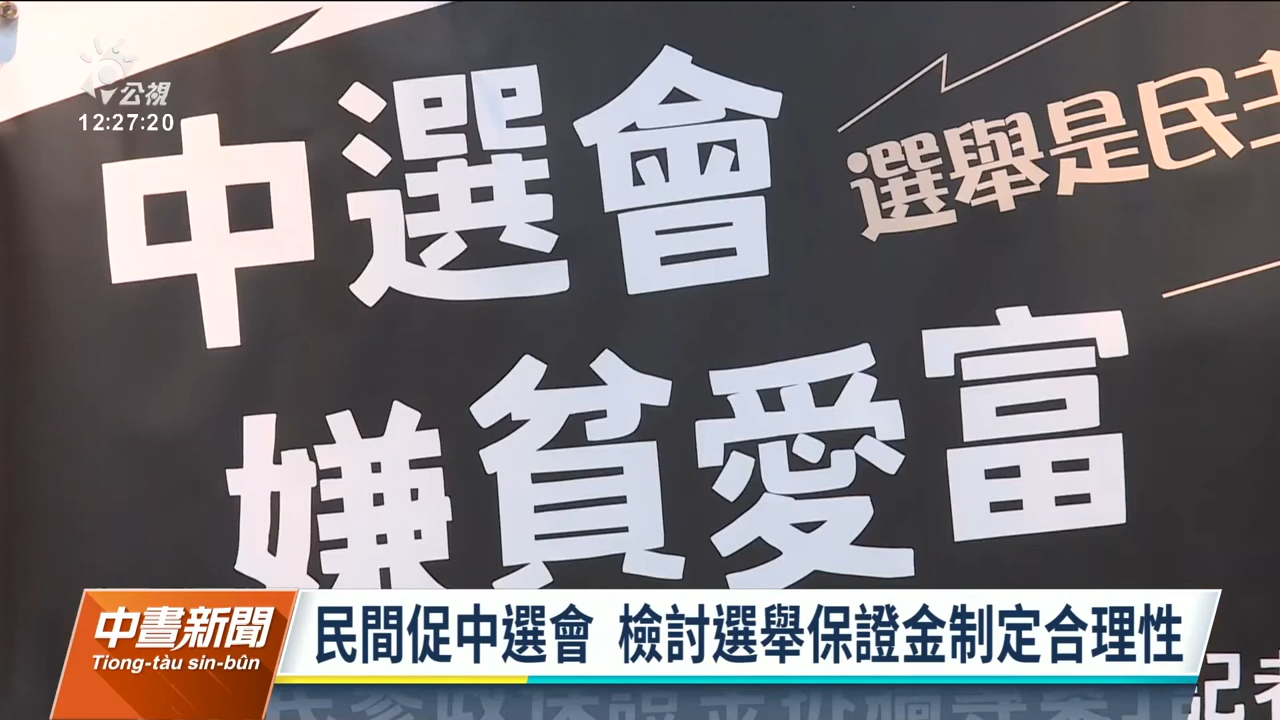 公視
12:27:20
中選會
選舉是民主
嫌貧愛富
中晝新聞
Tiong-tàu sin-bûn
民間促中選會 檢討選舉保證金制定合理性
記者